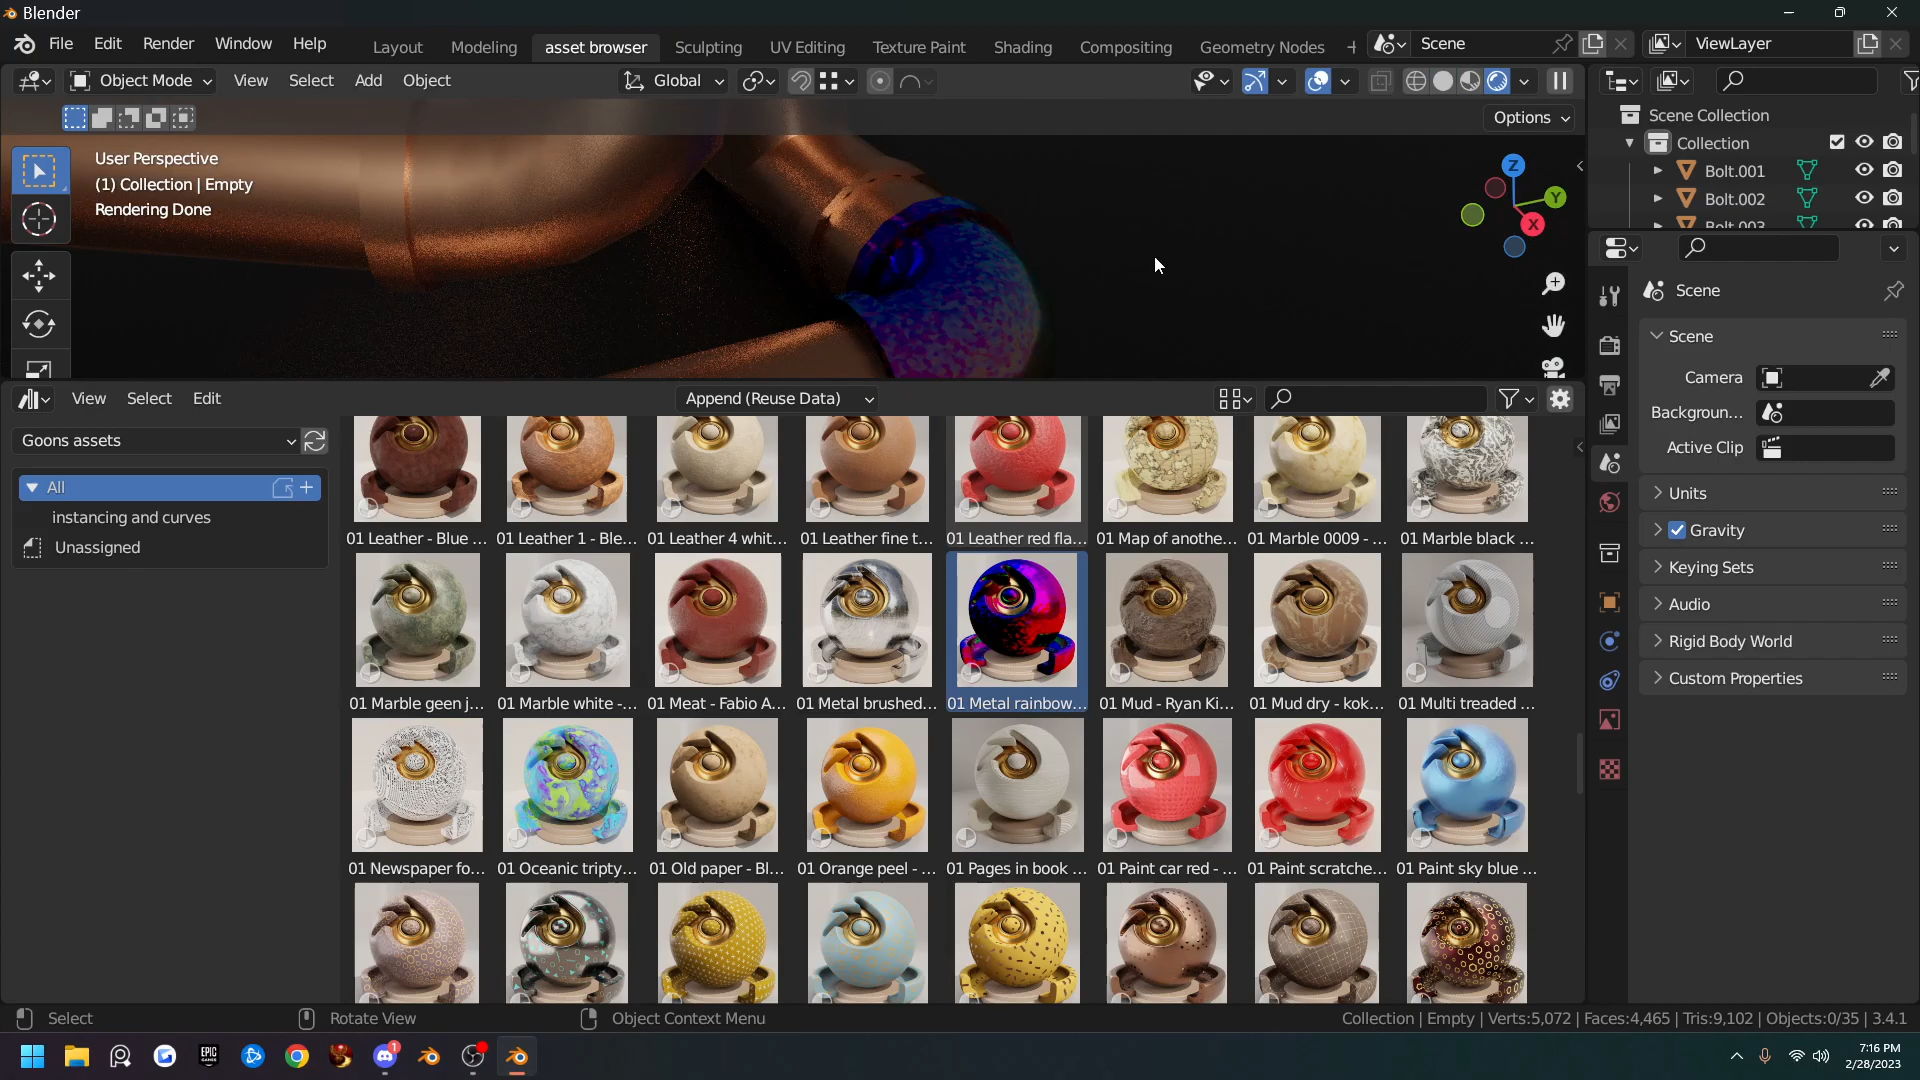 Blender
File Edit Render Window Help Layout Modeling asset browser Sculpting UV Editing Texture Paint Shading Compositing Geometry Nodes + Scene ViewLayer
Object Mode View Select Add Object Global
Options
User Perspective
(1) Collection | Empty
Rendering Done
Z
Y
X
Scene Collection
Collection
Bolt.001
Bolt.002
Bolt.003
Scene
Scene
Camera
Backgroun...
Active Clip
Units
Gravity
Keying Sets
Audio
Rigid Body World
Custom Properties
View Select Edit Append (Reuse Data)
Goons assets
All
instancing and curves
Unassigned
01 Leather - Blue ... 01 Leather 1 - Ble... 01 Leather 4 whit... 01 Leather fine t... 01 Leather red fla... 01 Map of anothe... 01 Marble 0009 - ... 01 Marble black ...
01 Marble geen j... 01 Marble white -... 01 Meat - Fabio A... 01 Metal brushed... 01 Metal rainbow... 01 Mud - Ryan Ki... 01 Mud dry - kok... 01 Multi treaded ...
01 Newspaper fo... 01 Oceanic tripty... 01 Old paper - Bl... 01 Orange peel - ... 01 Pages in book ... 01 Paint car red - ... 01 Paint scratche... 01 Paint sky blue ...
Select Rotate View Object Context Menu Collection | Empty | Verts:5,072 | Faces:4,465 | Tris:9,102 | Objects:0/35 | 3.4.1
EPIC GAMES
1
7:16 PM
2/28/2023